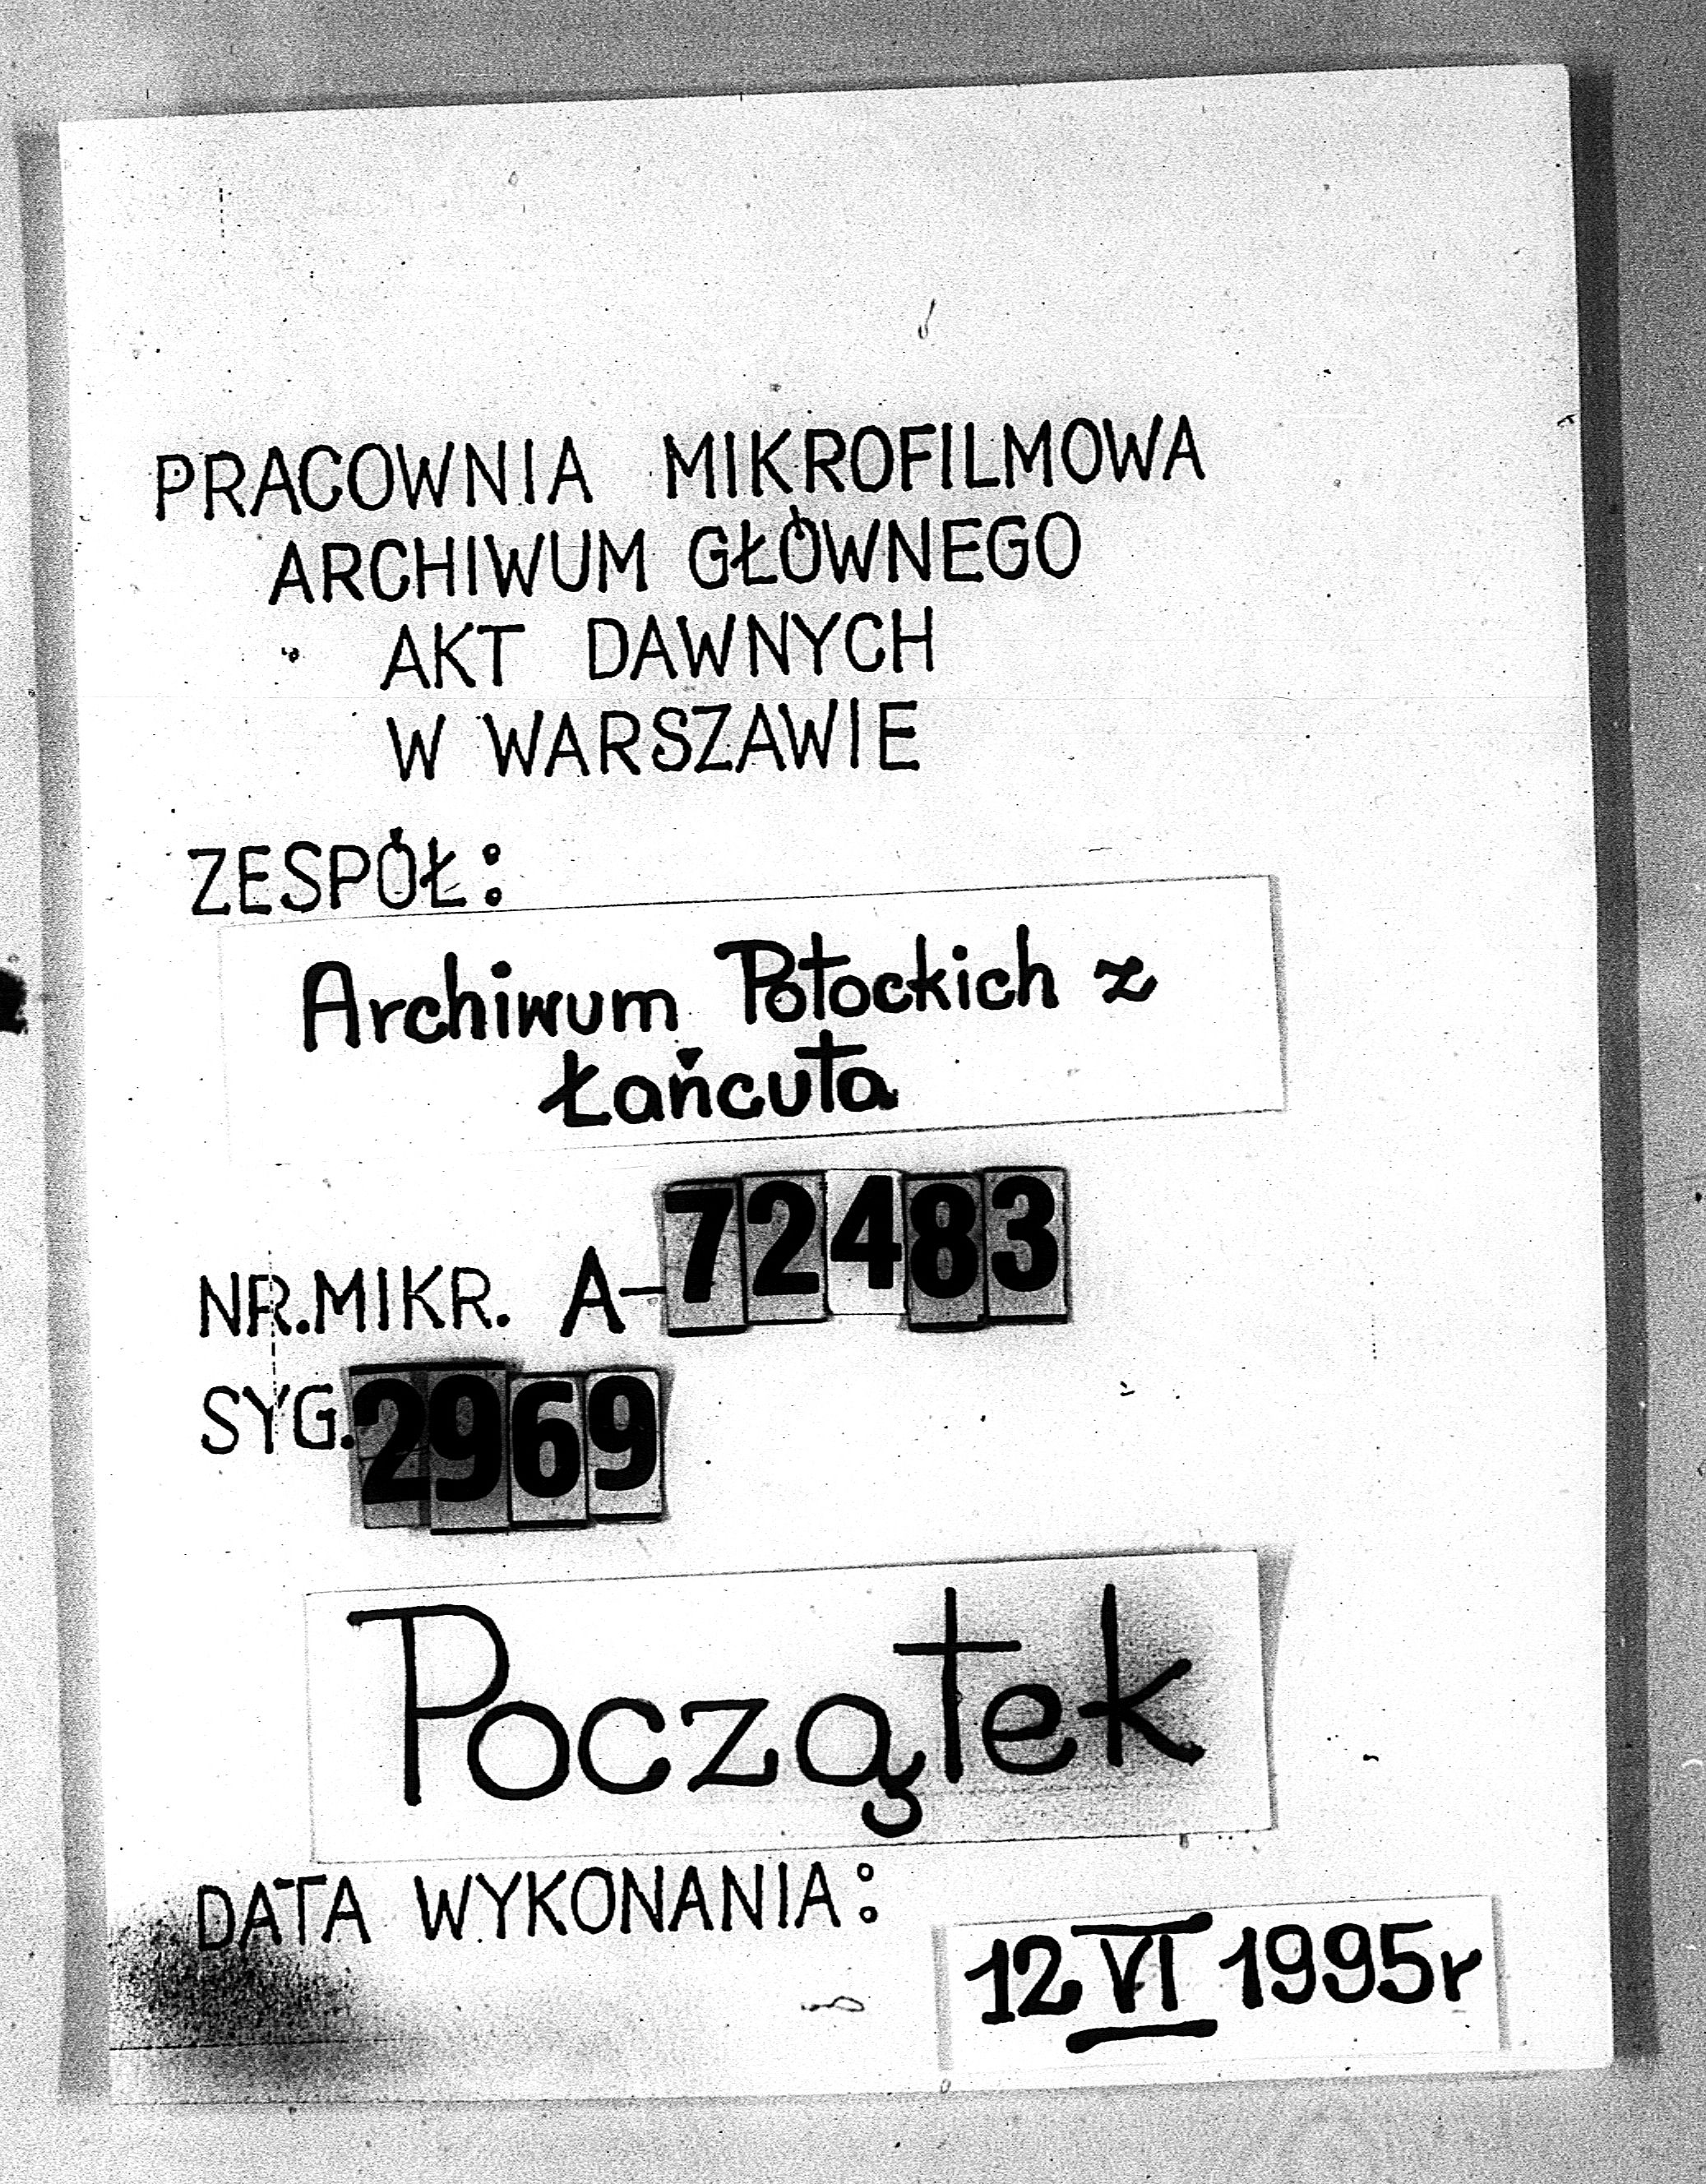 PRACOWNIA MIKROFILMOWA
ARCHIWUM GŁÓWNEGO
AKT DAWNYCH
W WARSZAWIE
ZESPÓŁ:
Archiwum Potockich z
Łańcuta
NR.MIKR. A-72483
SYG. 2969
Początek
DATA WYKONANIA:
12 VI 1995r